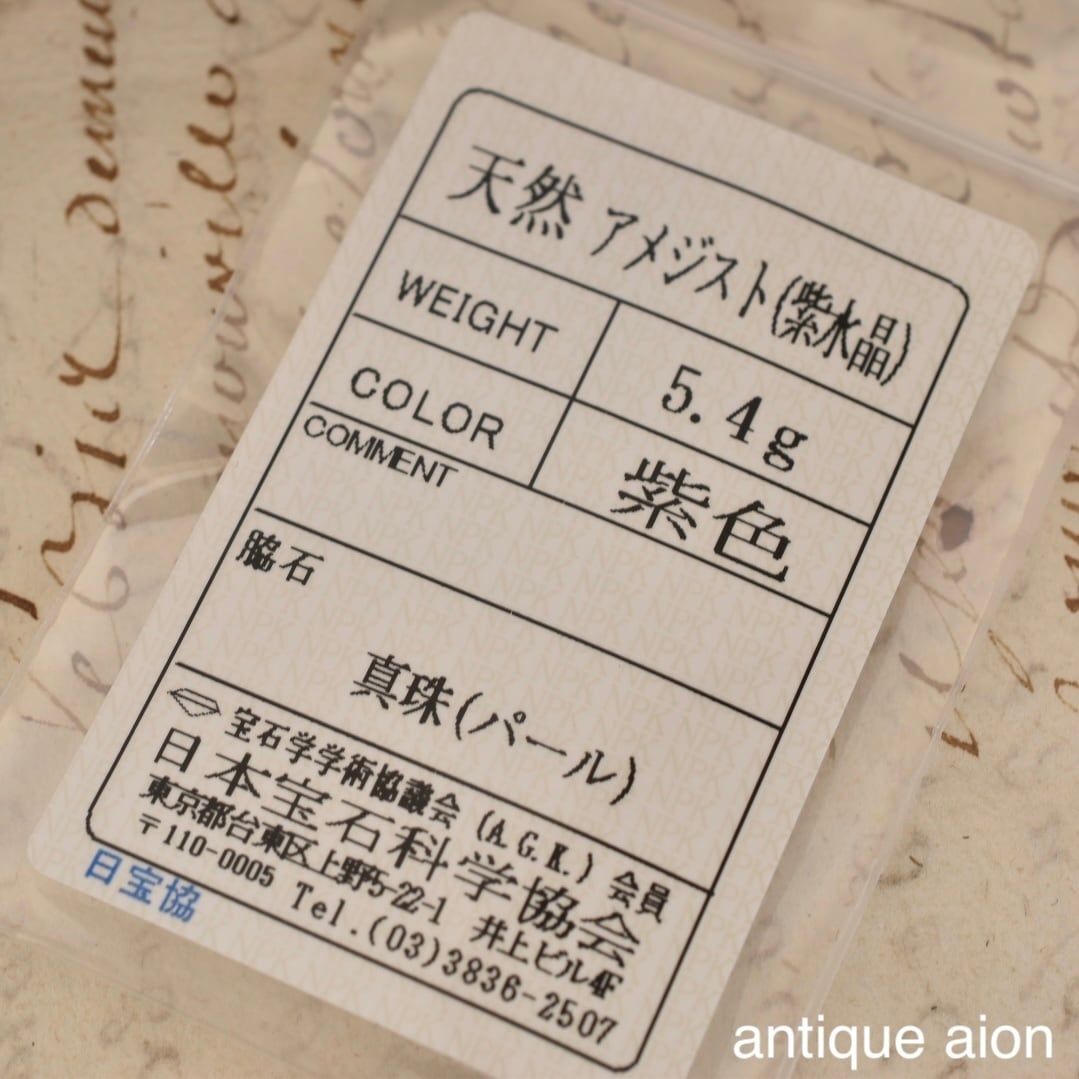 天然 アメジスト(紫水晶)
WEIGHT 5.4g
COLOR 紫色
COMMENT
脇石
真珠(パール)
宝石学学術協議会 (A.G.K.) 会員
日本宝石科学協会
東京都台東区上野5-22-1 井上ビル4F
〒110-0005 Tel.(03)3836-2507
日宝協
antique aion